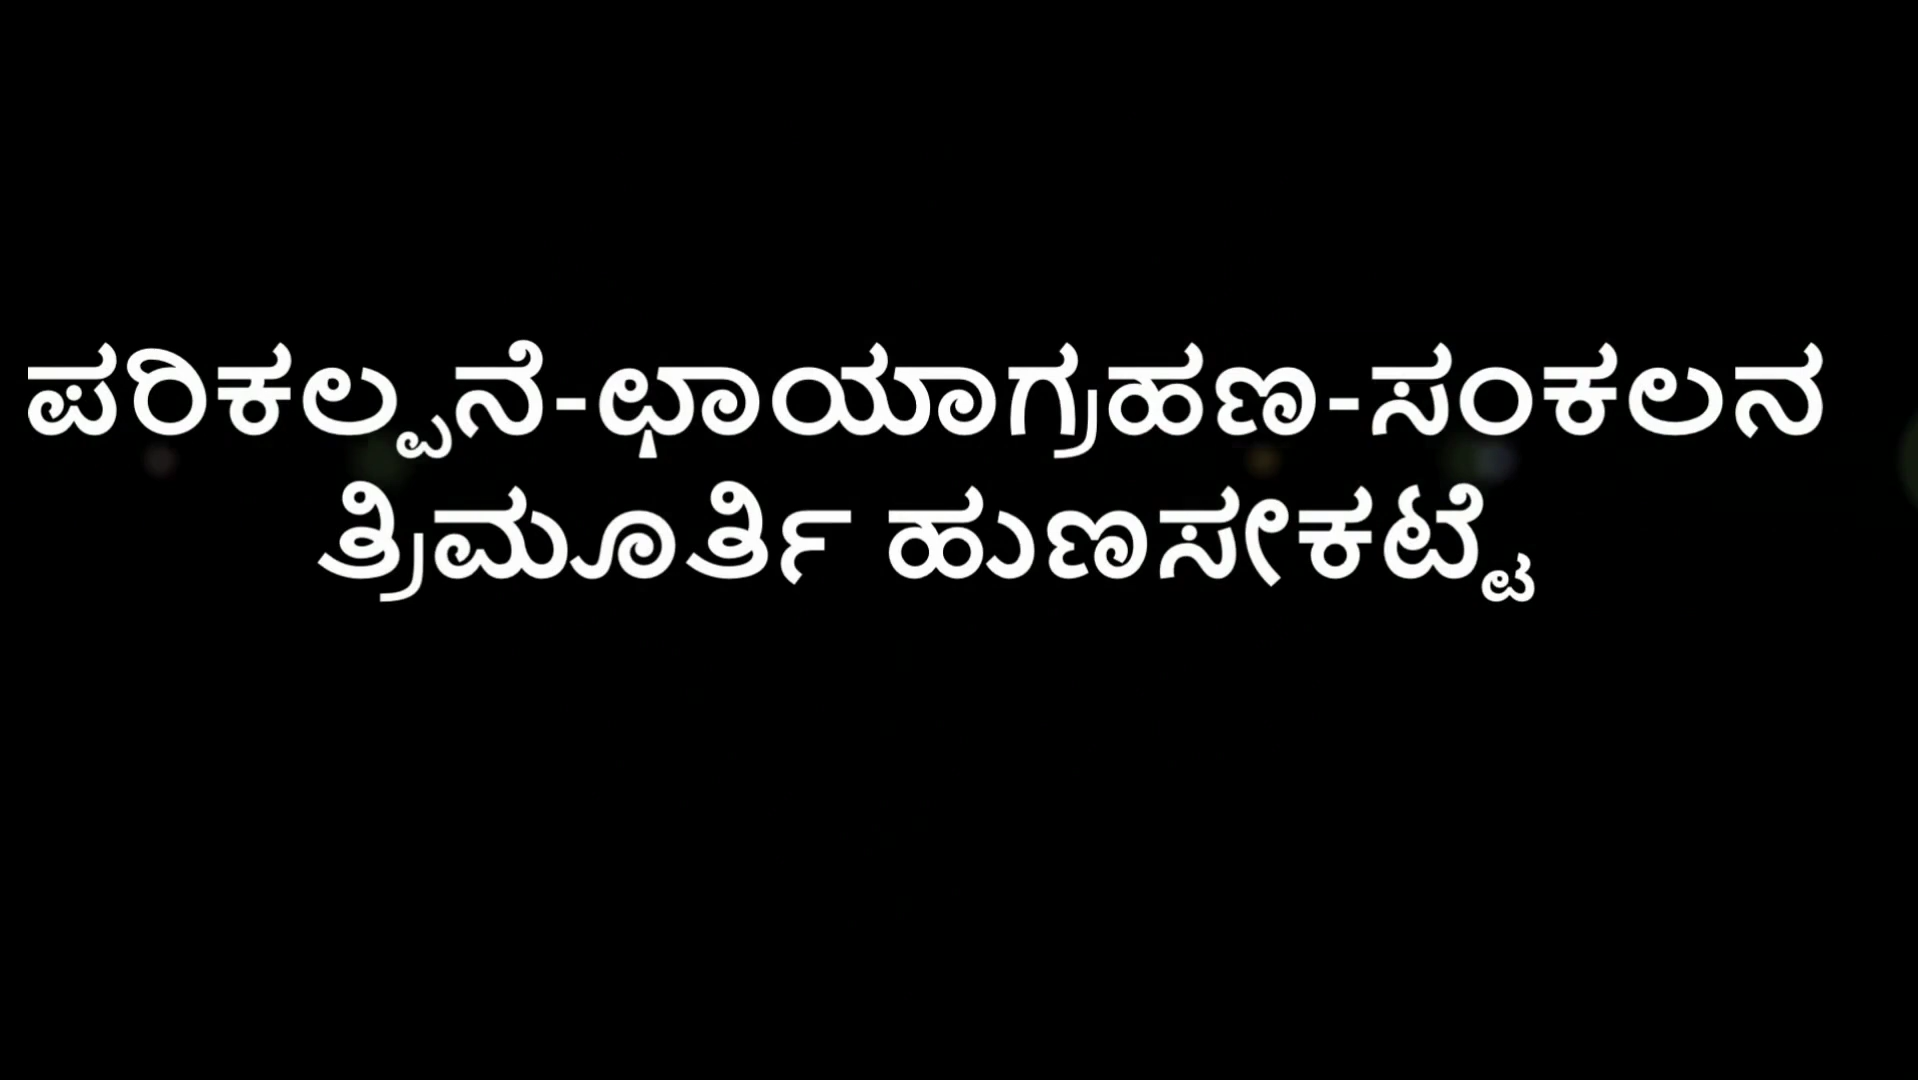 ಪರಿಕಲ್ಪನೆ-ಛಾಯಾಗ್ರಹಣ-ಸಂಕಲನ
ತ್ರಿಮೂರ್ತಿ ಹುಣಸೇಕಟ್ಟೆ